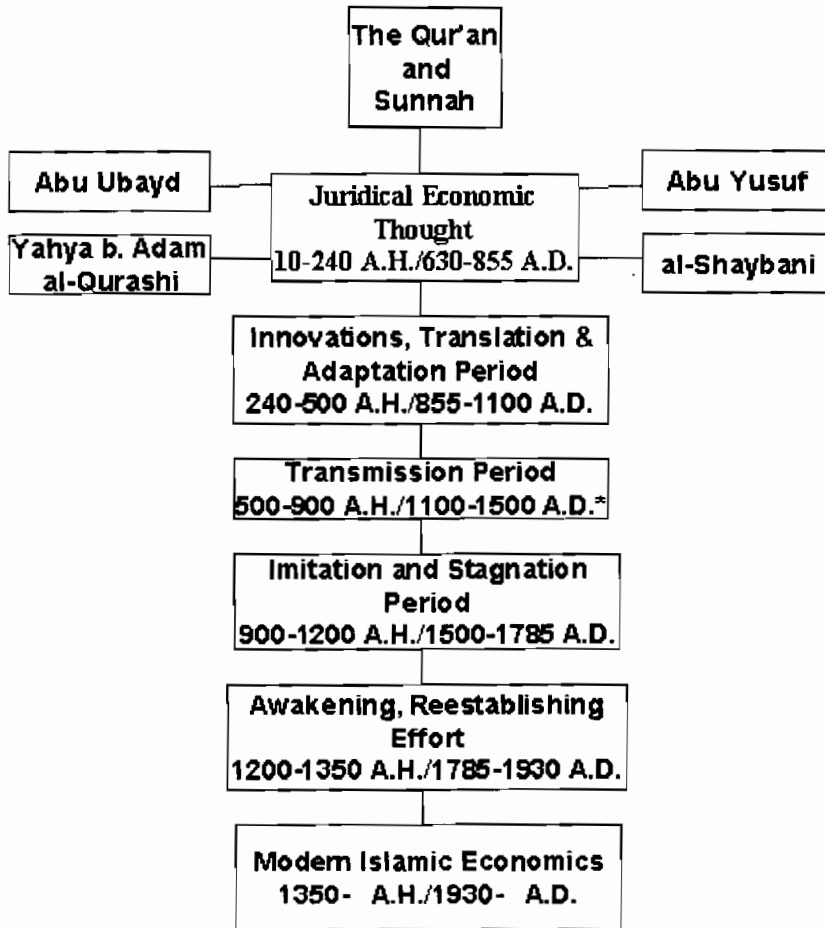 The Qur'an
and
Sunnah
Abu Ubayd
Abu Yusuf
Juridical Economic
Thought
10-240 A.H./630-855 A.D.
Yahya b. Adam
al-Qurashi
al-Shaybani
Innovations, Translation &
Adaptation Period
240-500 A.H./855-1100 A.D.
Transmission Period
500-900 A.H./1100-1500 A.D.*
Imitation and Stagnation
Period
900-1200 A.H./1500-1785 A.D.
Awakening, Reestablishing
Effort
1200-1350 A.H./1785-1930 A.D.
Modern Islamic Economics
1350- A.H./1930- A.D.